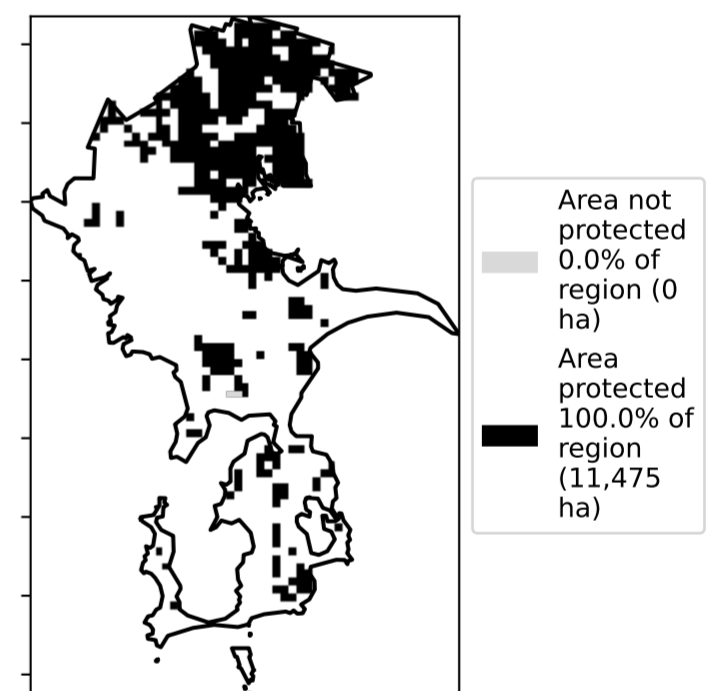 Area not
protected
0.0% of
region (0
ha)
Area
protected
100.0% of
region
(11,475
ha)